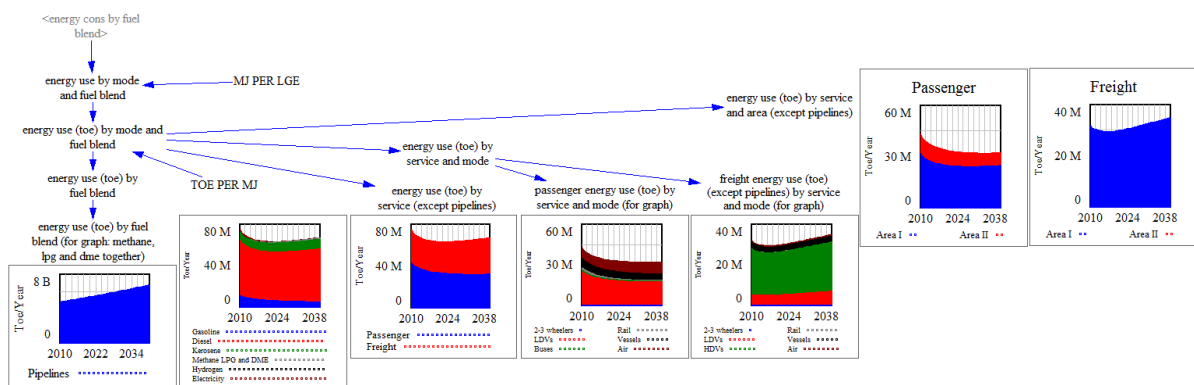 <energy cons by fuel
blend>
energy use by mode
and fuel blend
MJ PER LGE
energy use (toe) by mode and
fuel blend
energy use (toe) by
fuel blend
TOE PER MJ
energy use (toe) by fuel
blend (for graph: methane,
lpg and dme together)
energy use (toe) by
service and mode
energy use (toe) by service
and area (except pipelines)
energy use (toe) by
service (except pipelines)
passenger energy use (toe) by
service and mode (for graph)
freight energy use (toe)
(except pipelines) by service
and mode (for graph)
8 B
Toe/Year
0
2010 2022 2034
Pipelines
80 M
Toe/Year
40 M
0
2010 2024 2038
Gasoline
Diesel
Kerosene
Methane LPG and DME
Hydrogen
Electricity
80 M
Toe/Year
40 M
0
2010 2024 2038
Passenger
Freight
60 M
Toe/Year
30 M
0
2010 2024 2038
2-3 wheelers Rail
LDVs Vessels
Buses Air
40 M
Toe/Year
20 M
0
2010 2024 2038
2-3 wheelers Rail
LDVs Vessels
HDVs Air
Passenger
60 M
Toe/Year
30 M
0
2010 2024 2038
Area I Area II
Freight
40 M
Toe/Year
20 M
0
2010 2024 2038
Area I Area II